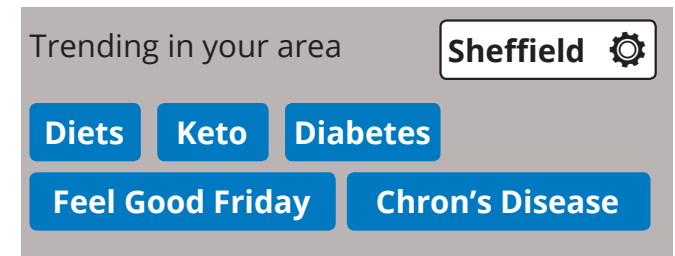 Trending in your area Sheffield
Diets Keto Diabetes
Feel Good Friday Chron's Disease